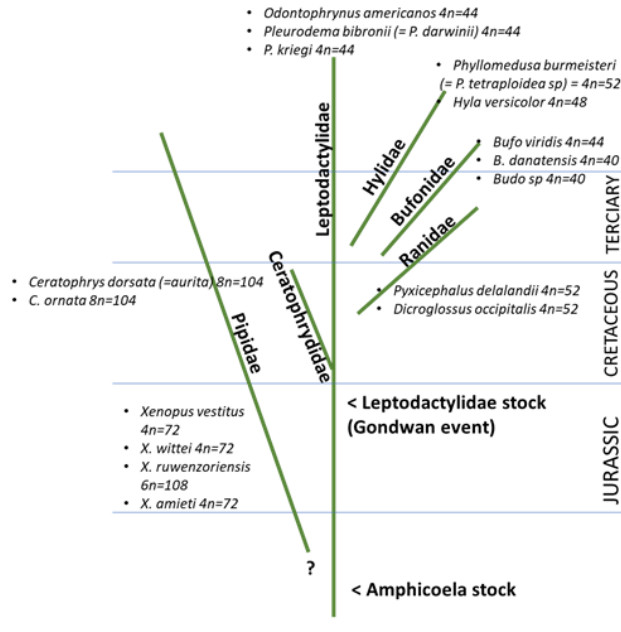 • Odontophrynus americanos 4n=44
• Pleurodema bibronii (= P. darwinii) 4n=44
• P. kriegi 4n=44
• Phyllomedusa burmeisteri
(= P. tetraploidea sp) = 4n=52
• Hyla versicolor 4n=48
Leptodactylidae
Hylidae
Bufonidae
• Bufo viridis 4n=44
• B. danatensis 4n=40
• Budo sp 4n=40
TERCIARY
Ranidae
Ceratophrydidae
• Ceratophrys dorsata (=aurita) 8n=104
• C. ornata 8n=104
• Pyxicephalus delalandii 4n=52
• Dicroglossus occipitalis 4n=52
CRETACEOUS
Pipidae
< Leptodactylidae stock
(Gondwan event)
• Xenopus vestitus
4n=72
• X. wittei 4n=72
• X. ruwenzoriensis
6n=108
• X. amieti 4n=72
JURASSIC
?
< Amphicoela stock